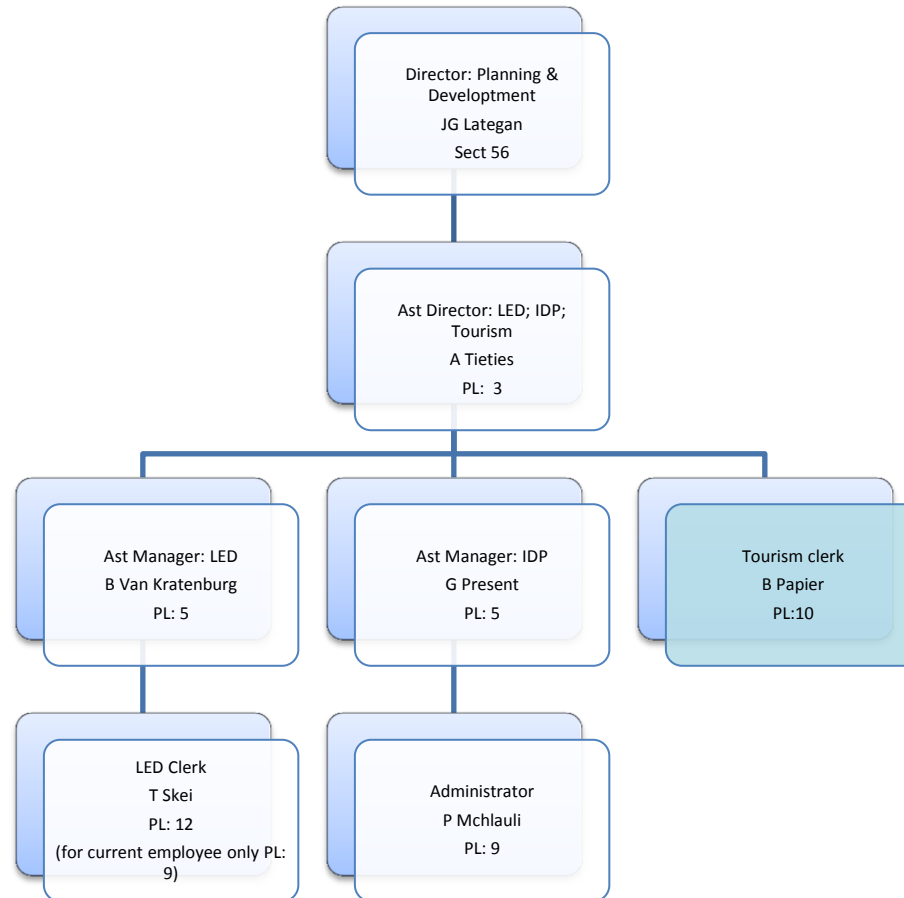 Director: Planning &
Developtment
JG Lategan
Sect 56
Ast Director: LED; IDP;
Tourism
A Tieties
PL:  3
Ast Manager: LED
B Van Kratenburg
PL: 5
Ast Manager: IDP
G Present
PL: 5
Tourism clerk
B Papier
PL:10
LED Clerk
T Skei
PL: 12
(for current employee only PL:
9)
Administrator
P Mchlauli
PL: 9